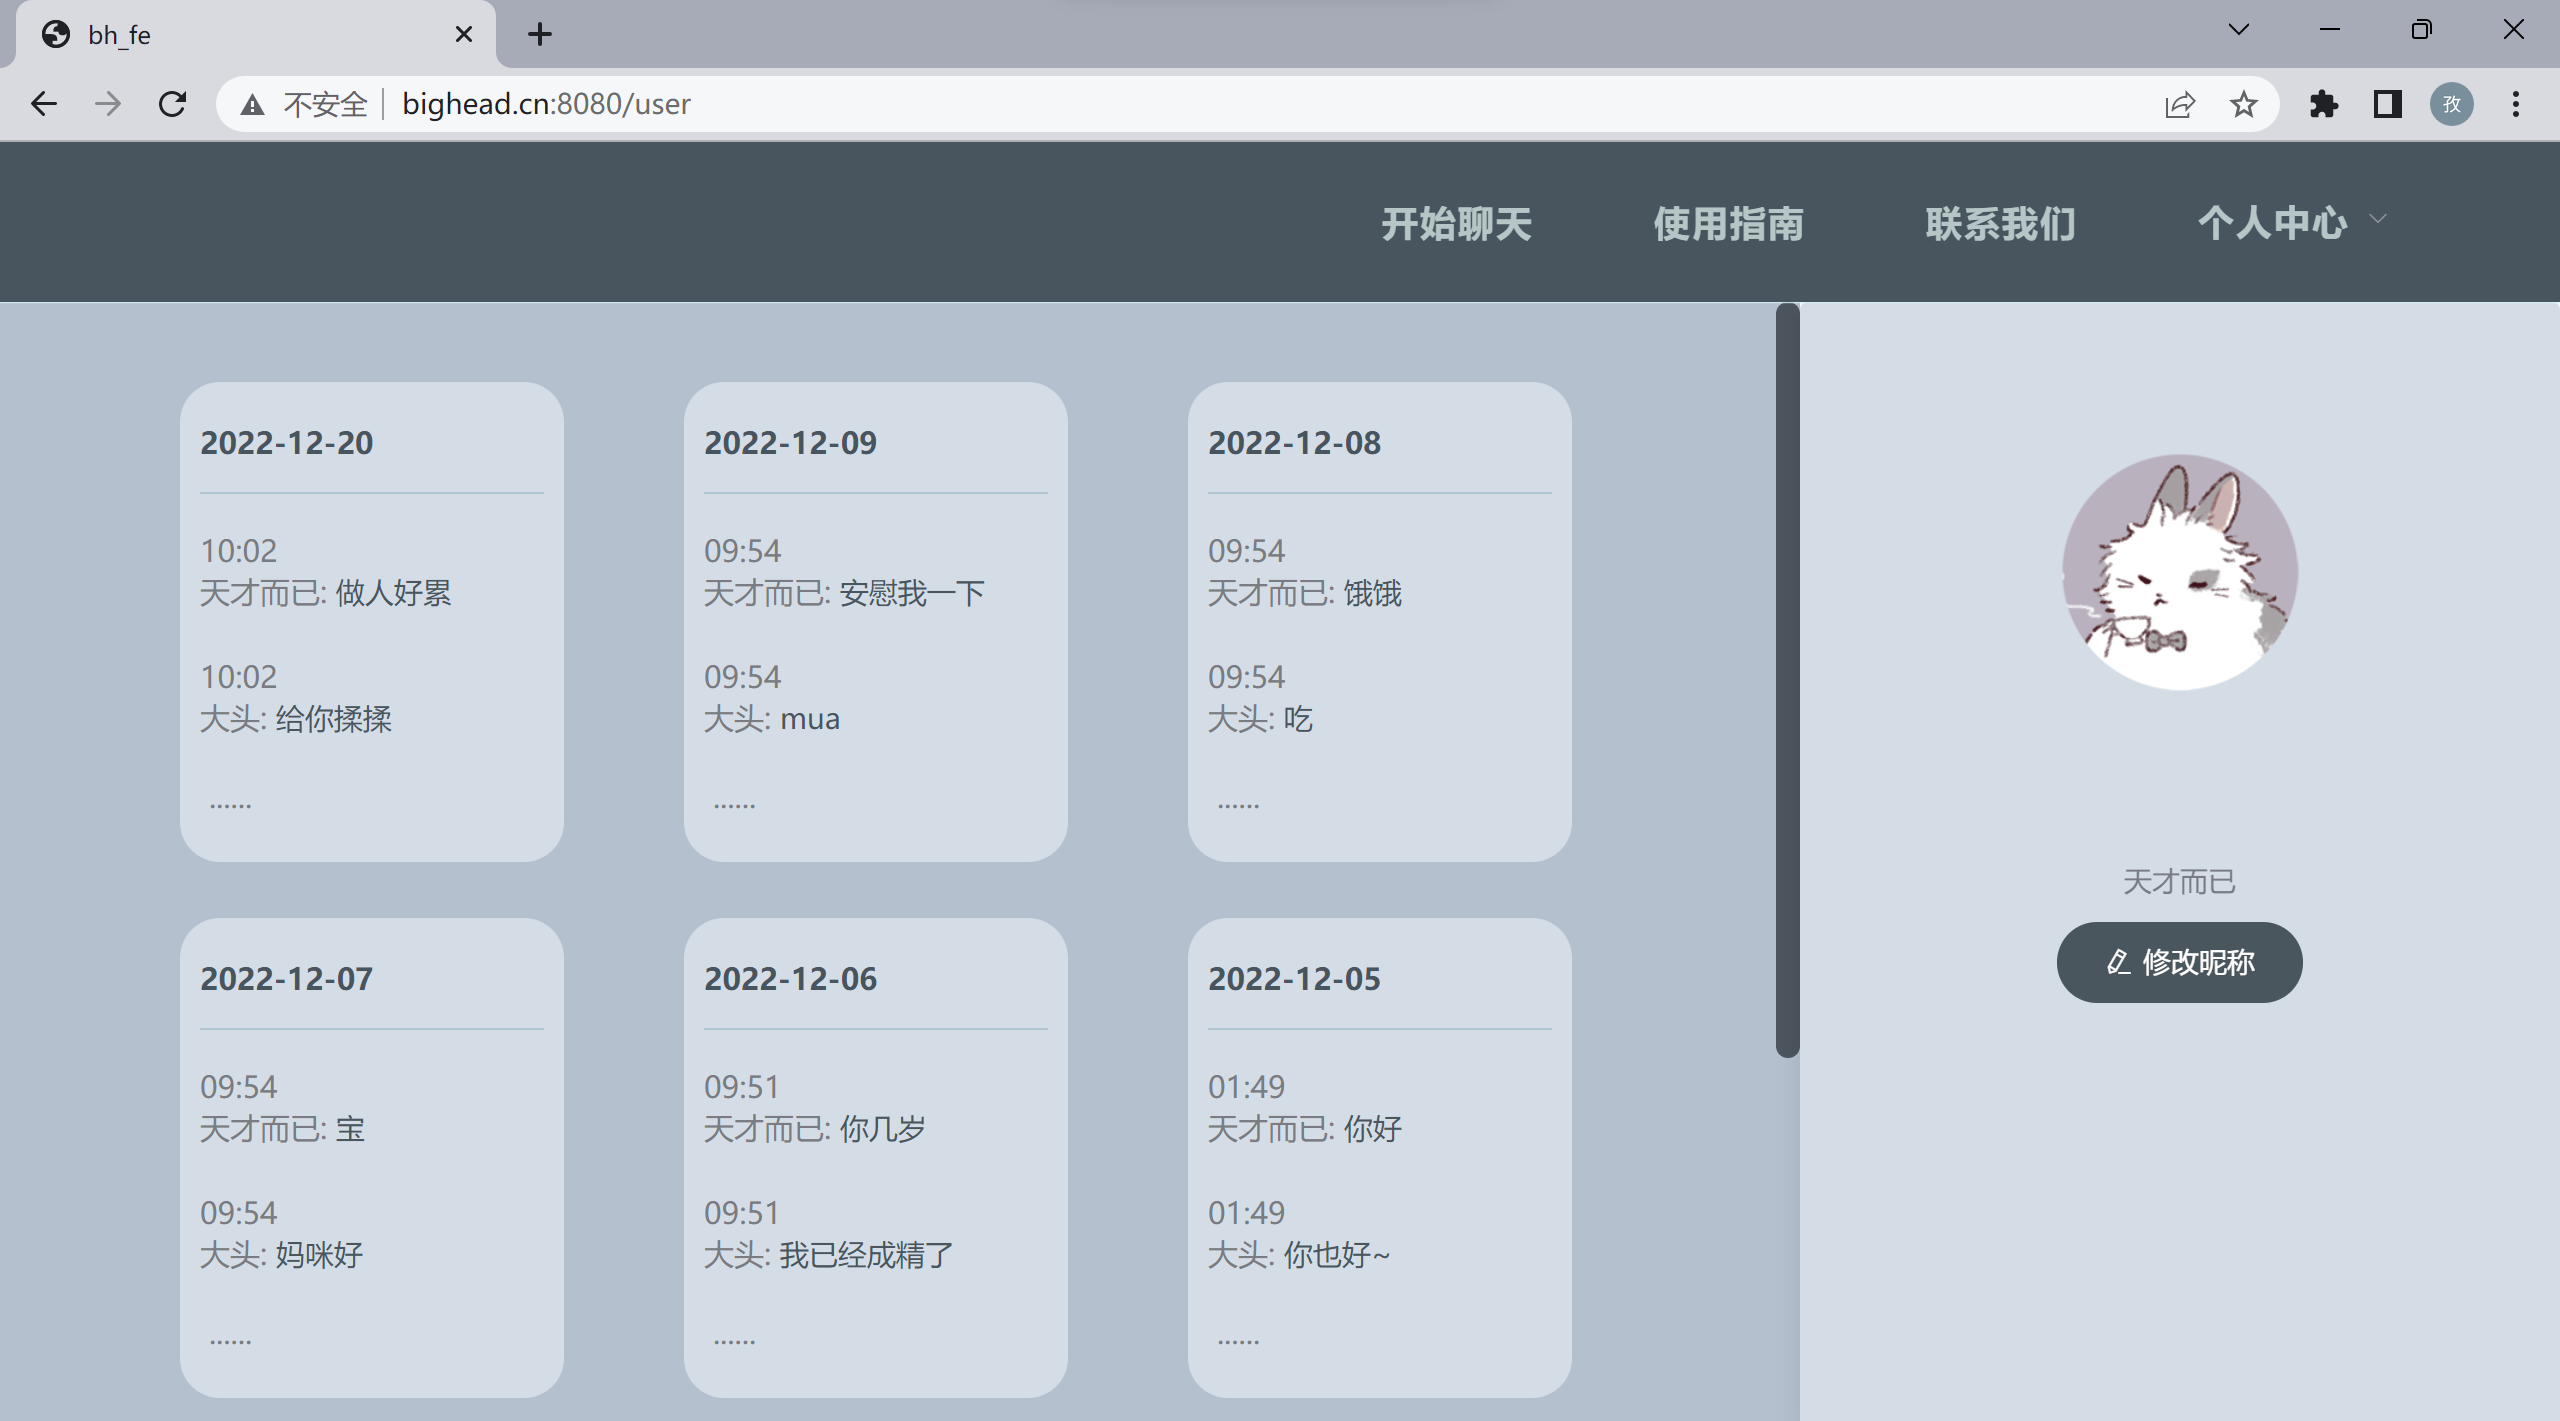 bh_fe
不安全 bighead.cn:8080/user
孜
开始聊天 使用指南 联系我们 个人中心
2022-12-20
10:02
天才而已: 做人好累
10:02
大头: 给你揉揉
......
2022-12-09
09:54
天才而已: 安慰我一下
09:54
大头: mua
......
2022-12-08
09:54
天才而已: 饿饿
09:54
大头: 吃
......
2022-12-07
09:54
天才而已: 宝
09:54
大头: 妈咪好
......
2022-12-06
09:51
天才而已: 你几岁
09:51
大头: 我已经成精了
......
2022-12-05
01:49
天才而已: 你好
01:49
大头: 你也好~
......
天才而已
修改昵称